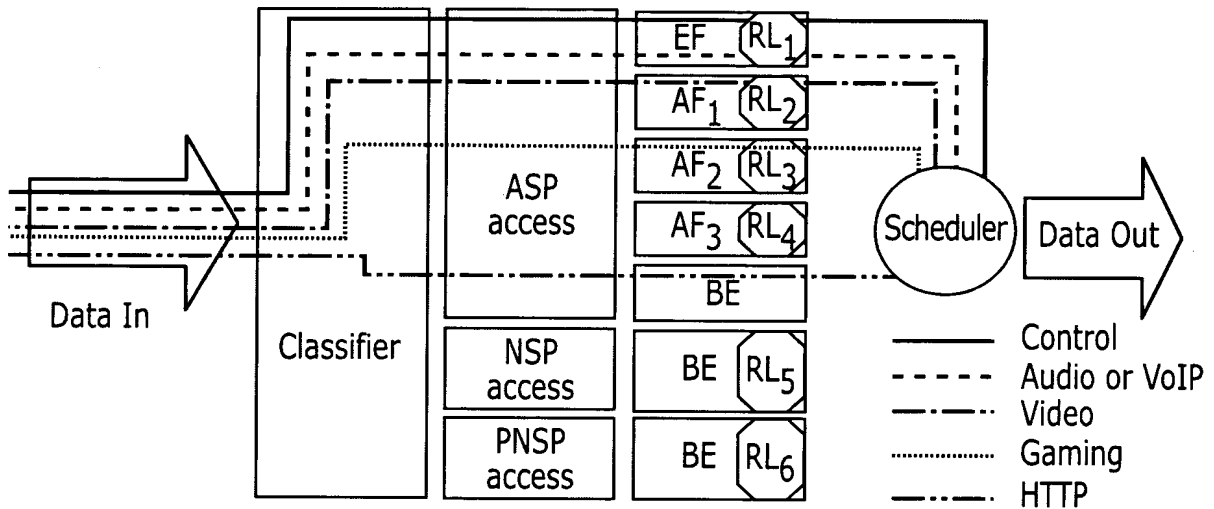 EF RL1
AF1 RL2
AF2 RL3
ASP
access
AF3 RL4
Scheduler
Data Out
BE
Data In
Classifier
NSP
access
BE RL5
PNSP
access
BE RL6
Control
Audio or VoIP
Video
Gaming
HTTP